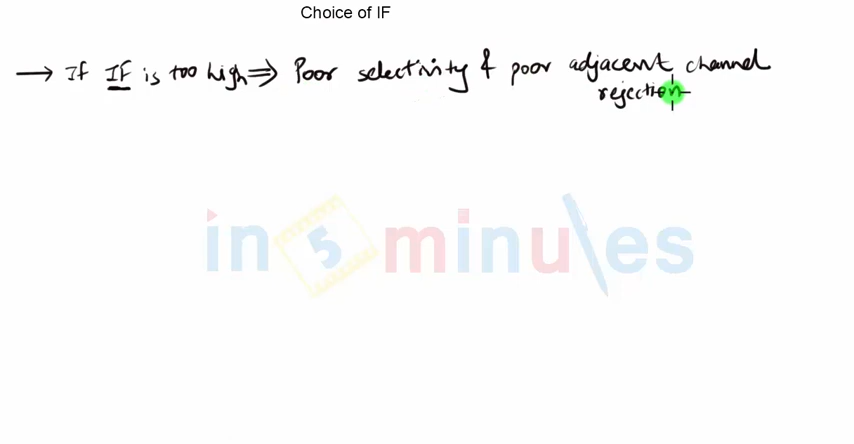 Choice of IF
→ If IF is too high ⇒ Poor selectivity & poor adjacent channel
rejection
in 5 minutes